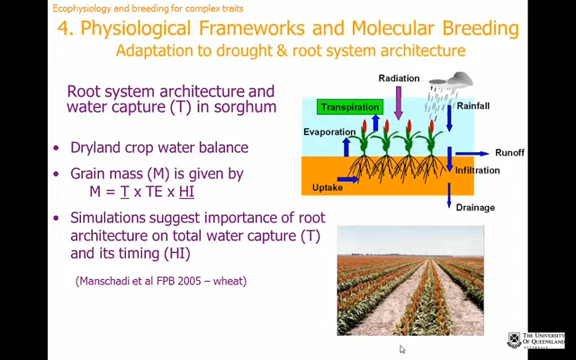 Ecophysiology and breeding for complex traits
4. Physiological Frameworks and Molecular Breeding
Adaptation to drought & root system architecture
Root system architecture and
water capture (T) in sorghum
• Dryland crop water balance
• Grain mass (M) is given by
M = T x TE x HI
• Simulations suggest importance of root
architecture on total water capture (T)
and its timing (HI)
(Manschadi et al FPB 2005 – wheat)
Radiation
Transpiration
Rainfall
Evaporation
Runoff
Infiltration
Uptake
Drainage
THE UNIVERSITY
OF QUEENSLAND
AUSTRALIA